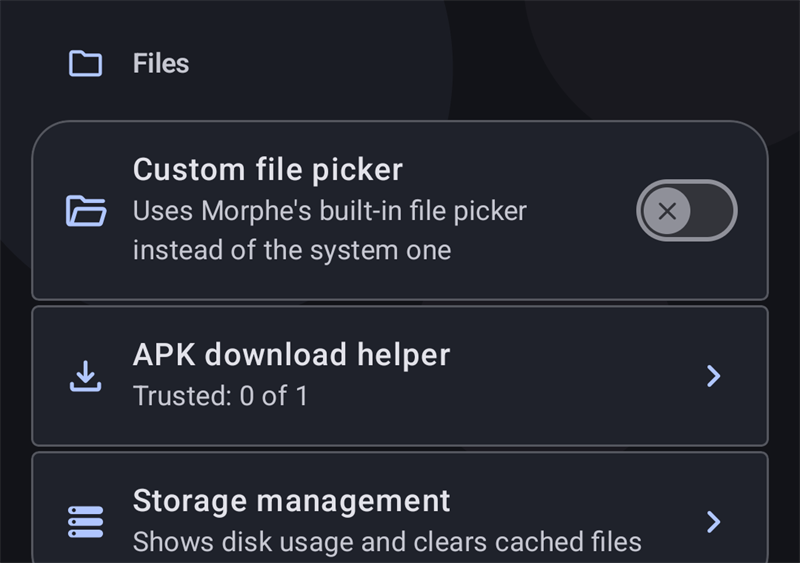 Files
Custom file picker
Uses Morphe's built-in file picker
instead of the system one
APK download helper
Trusted: 0 of 1
Storage management
Shows disk usage and clears cached files